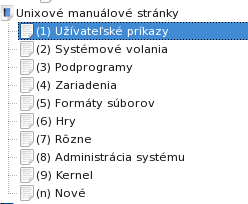 Unixové manuálové stránky
(1) Užívateľské príkazy
(2) Systémové volania
(3) Podprogramy
(4) Zariadenia
(5) Formáty súborov
(6) Hry
(7) Rôzne
(8) Administrácia systému
(9) Kernel
(n) Nové